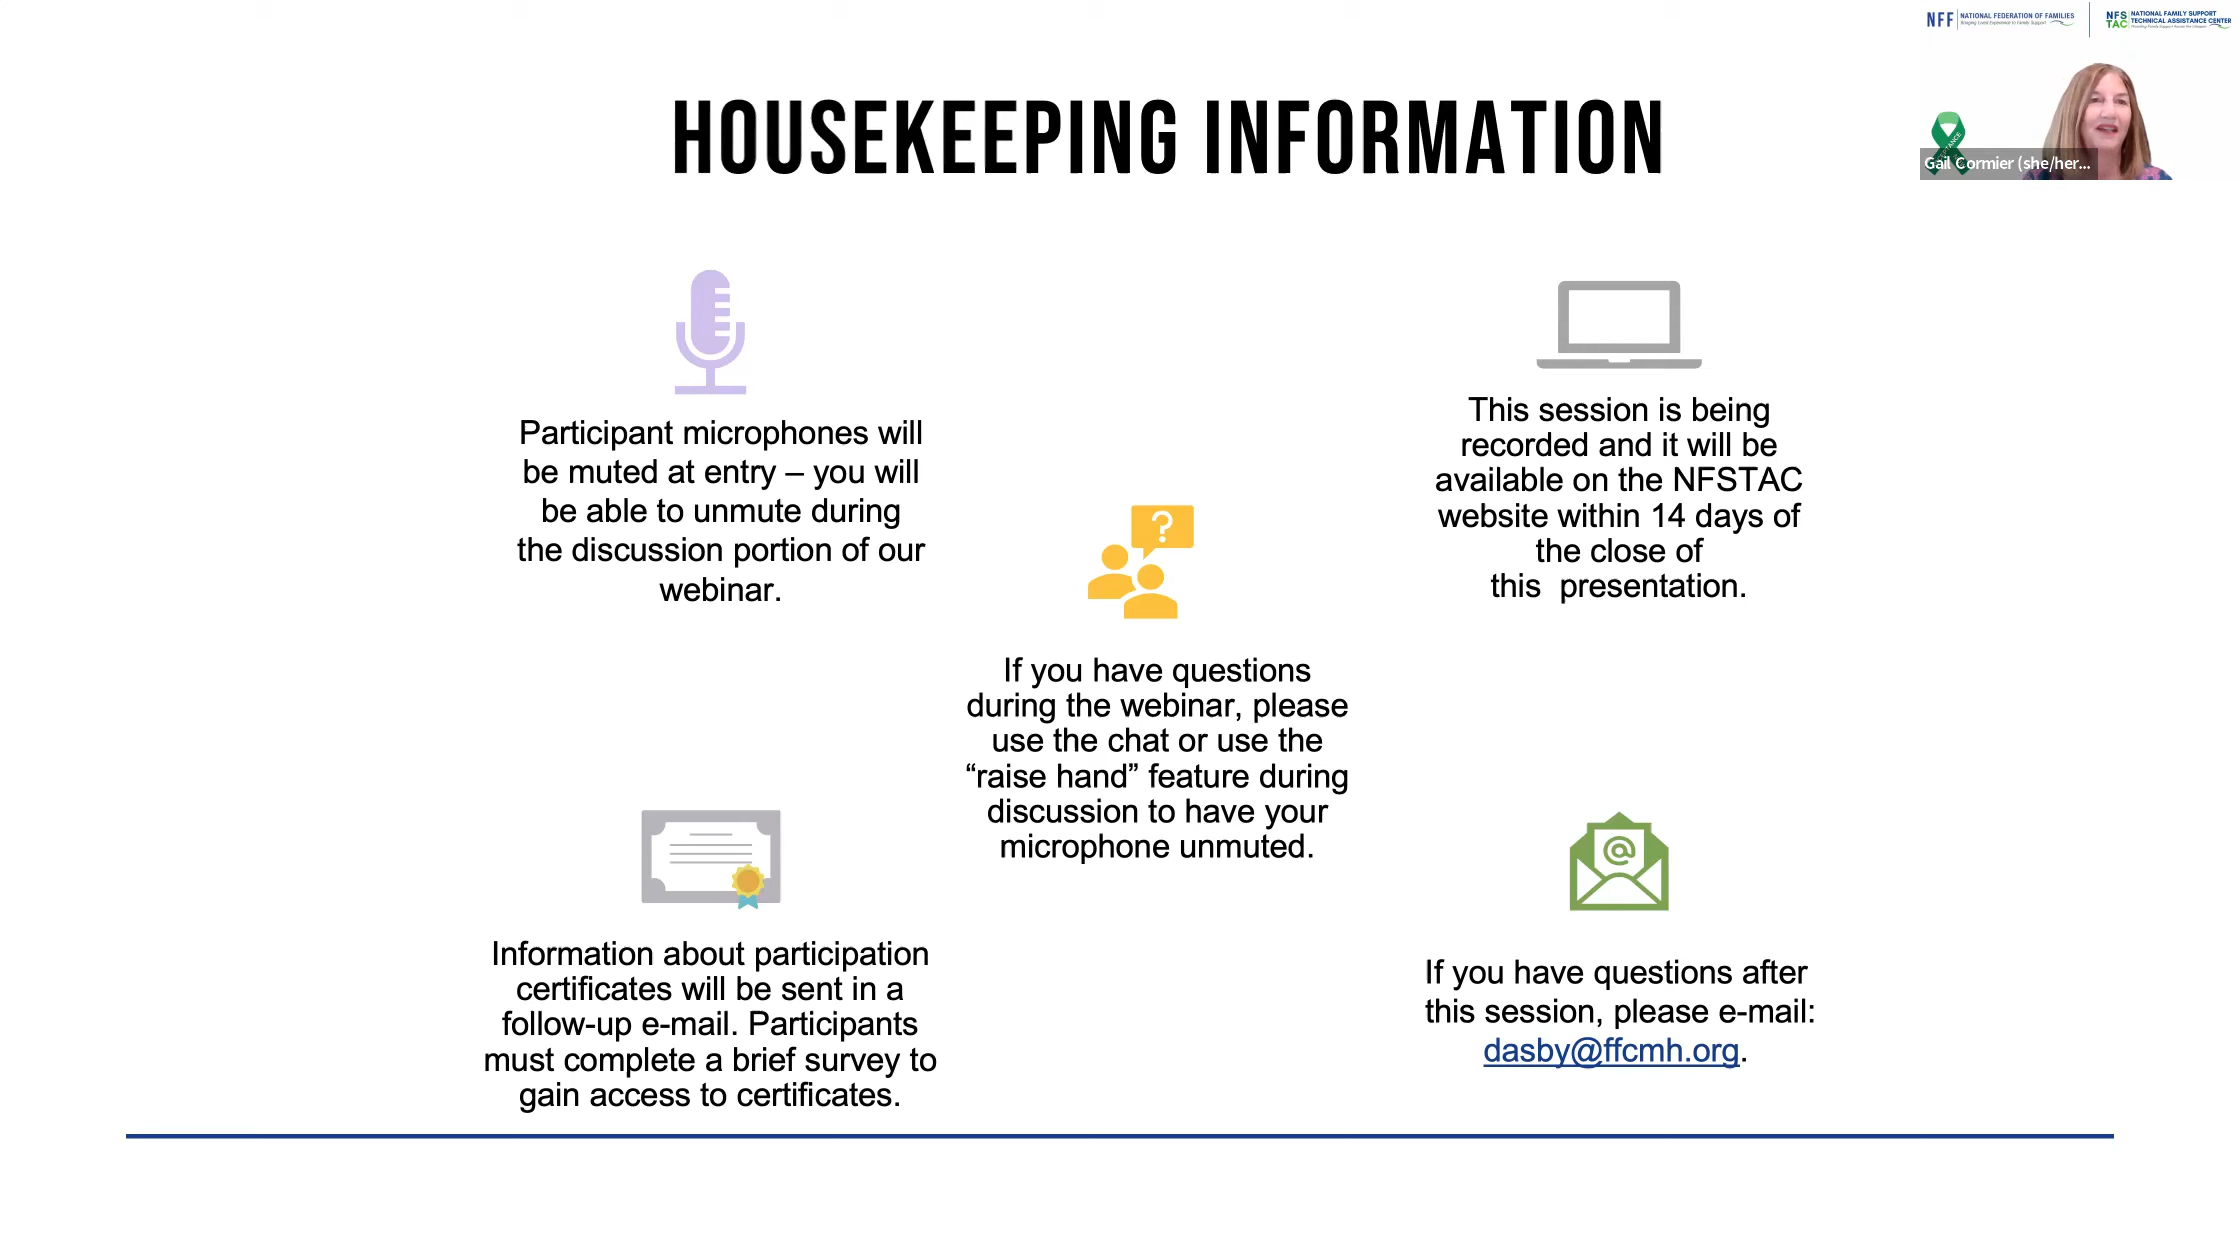 NFF NATIONAL FEDERATION OF FAMILIES
Bringing Lived Experience to Family Support
NFS TAC NATIONAL FAMILY SUPPORT
TECHNICAL ASSISTANCE CENTER
HOUSEKEEPING INFORMATION
Gail Cormier (she/her...
Participant microphones will
be muted at entry – you will
be able to unmute during
the discussion portion of our
webinar.
This session is being
recorded and it will be
available on the NFSTAC
website within 14 days of
the close of
this  presentation.
?
If you have questions
during the webinar, please
use the chat or use the
“raise hand” feature during
discussion to have your
microphone unmuted.
Information about participation
certificates will be sent in a
follow-up e-mail. Participants
must complete a brief survey to
gain access to certificates.
@
If you have questions after
this session, please e-mail:
dasby@ffcmh.org.